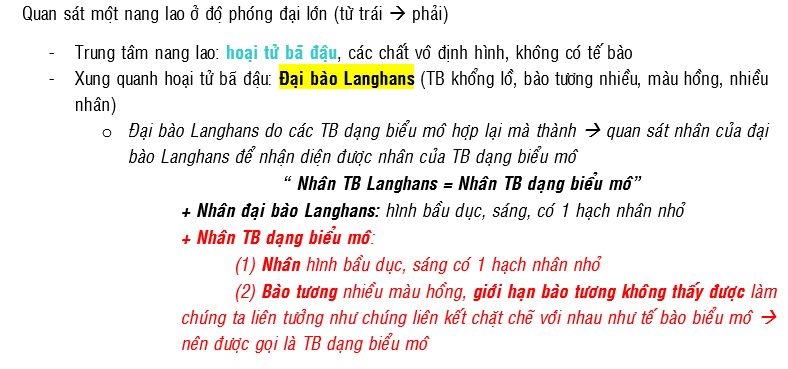 Quan sát một nang lao ở độ phóng đại lớn (từ trái → phải)
- Trung tâm nang lao: hoại tử bã đậu, các chất vô định hình, không có tế bào
- Xung quanh hoại tử bã đậu: Đại bào Langhans (TB khổng lồ, bào tương nhiều, màu hồng, nhiều
nhân)
o Đại bào Langhans do các TB dạng biểu mô hợp lại mà thành → quan sát nhân của đại
bào Langhans để nhận diện được nhân của TB dạng biểu mô
“ Nhân TB Langhans = Nhân TB dạng biểu mô”
+ Nhân đại bào Langhans: hình bầu dục, sáng, có 1 hạch nhân nhỏ
+ Nhân TB dạng biểu mô:
(1) Nhân hình bầu dục, sáng có 1 hạch nhân nhỏ
(2) Bào tương nhiều màu hồng, giới hạn bào tương không thấy được làm
chúng ta liên tưởng như chúng liên kết chặt chẽ với nhau như tế bào biểu mô →
nên được gọi là TB dạng biểu mô